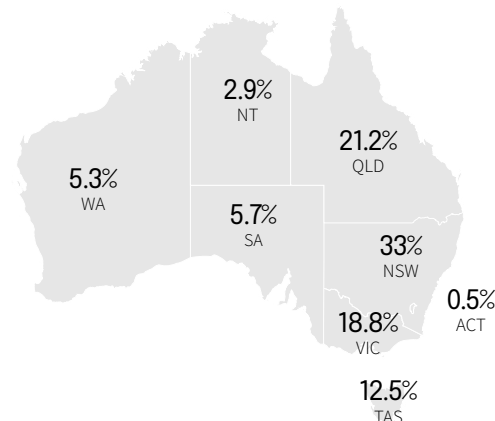 2.9%
NT
21.2%
QLD
5.3%
WA
5.7%
SA
33%
NSW
0.5%
ACT
18.8%
VIC
12.5%
TAS